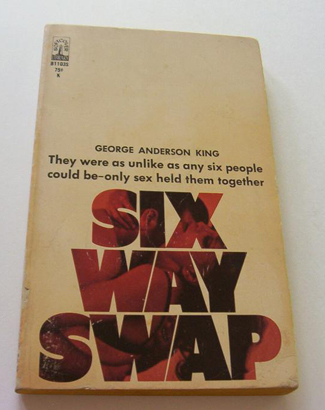 75¢
GEORGE ANDERSON KING
They were as unlike as any six people
could be—only sex held them together
SIX
WAY
SWAP